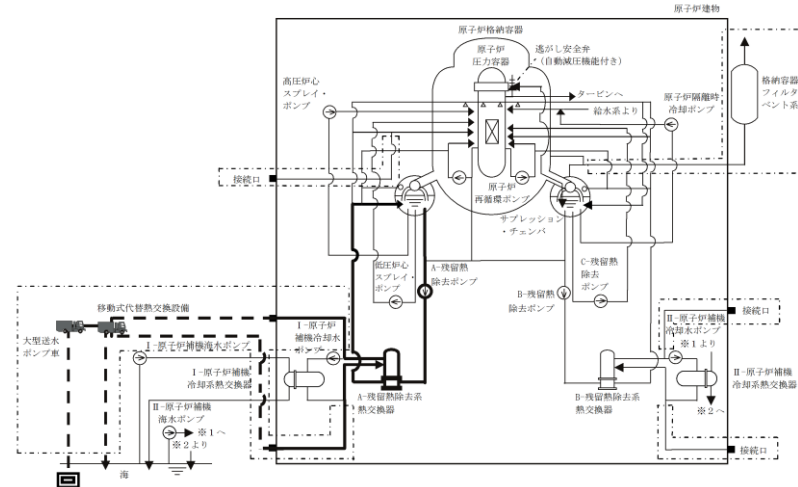 原子炉建物
原子炉格納容器
原子炉
圧力容器
逃がし安全弁
(自動減圧機能付き)
高圧炉心
スプレイ・
ポンプ
タービンへ
給水系より
原子炉隔離時
冷却ポンプ
格納容器
フィルタ
ベント系
接続口
原子炉
再循環ポンプ
サプレッション
・チェンバ
低圧炉心
スプレイ・
ポンプ
A-残留熱
除去ポンプ
B-残留熱
除去ポンプ
C-残留熱
除去
ポンプ
移動式代替熱交換設備
大型送水
ポンプ車
Ⅰ-原子炉補機海水ポンプ
Ⅰ-原子炉
補機冷却水
ポンプ
Ⅰ-原子炉補機
冷却系熱交換器
Ⅱ-原子炉補機
海水ポンプ
※1へ
※2より
海
A-残留熱除去系
熱交換器
B-残留熱除去系
熱交換器
接続口
Ⅱ-原子炉補機
冷却水ポンプ
※1より
Ⅱ-原子炉補機
冷却系熱交換器
※2へ
接続口